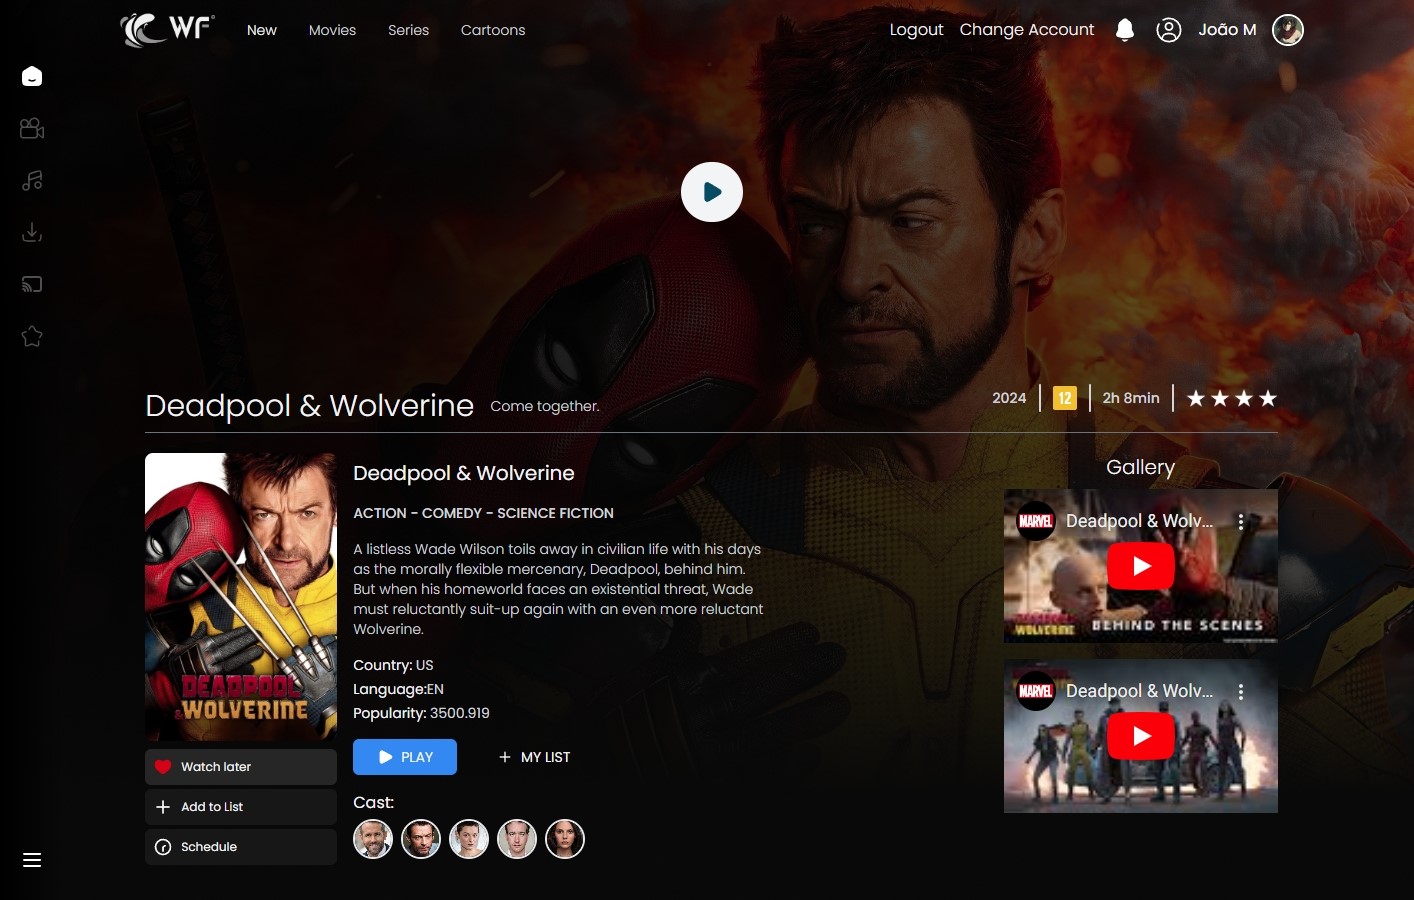 WF
New
Movies
Series
Cartoons
Logout
Change Account
João M
Deadpool & Wolverine
Come together.
2024
12
2h 8min
Deadpool & Wolverine
ACTION - COMEDY - SCIENCE FICTION
A listless Wade Wilson toils away in civilian life with his days
as the morally flexible mercenary, Deadpool, behind him.
But when his homeworld faces an existential threat, Wade
must reluctantly suit-up again with an even more reluctant
Wolverine.
Country: US
Language:EN
Popularity: 3500.919
PLAY
MY LIST
Cast:
DEADPOOL
& WOLVERINE
Watch later
Add to List
Schedule
Gallery
MARVEL
Deadpool & Wolv...
DEADPOOL
WOLVERINE
BEHIND THE SCENES
MARVEL
Deadpool & Wolv...